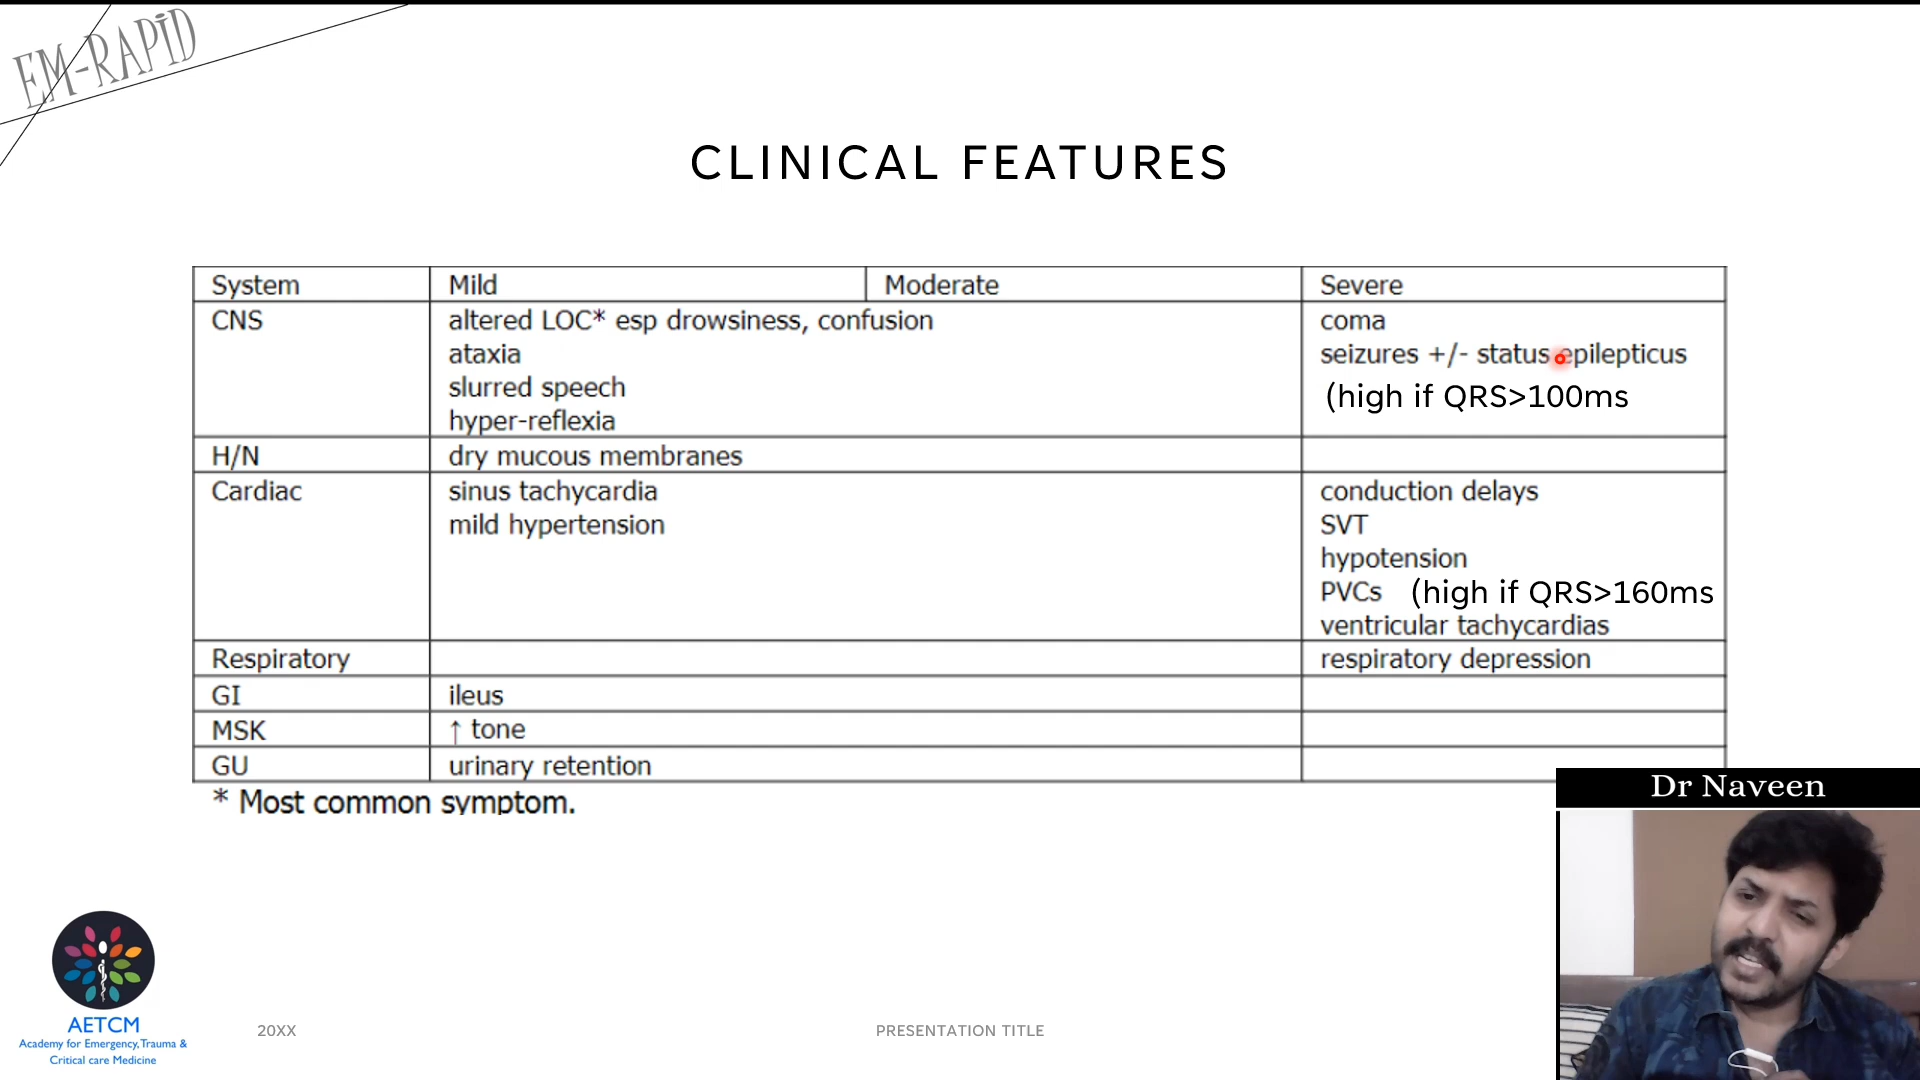 EM-RAPiD
CLINICAL FEATURES
System Mild Moderate Severe
CNS altered LOC* esp drowsiness, confusion coma
ataxia seizures +/- status epilepticus
slurred speech (high if QRS>100ms
hyper-reflexia
H/N dry mucous membranes
Cardiac sinus tachycardia conduction delays
mild hypertension SVT
hypotension
PVCs (high if QRS>160ms
ventricular tachycardias
Respiratory respiratory depression
GI ileus
MSK ↑ tone
GU urinary retention
* Most common symptom.
Dr Naveen
AETCM
Academy for Emergency,Trauma &
Critical care Medicine
20XX
PRESENTATION TITLE